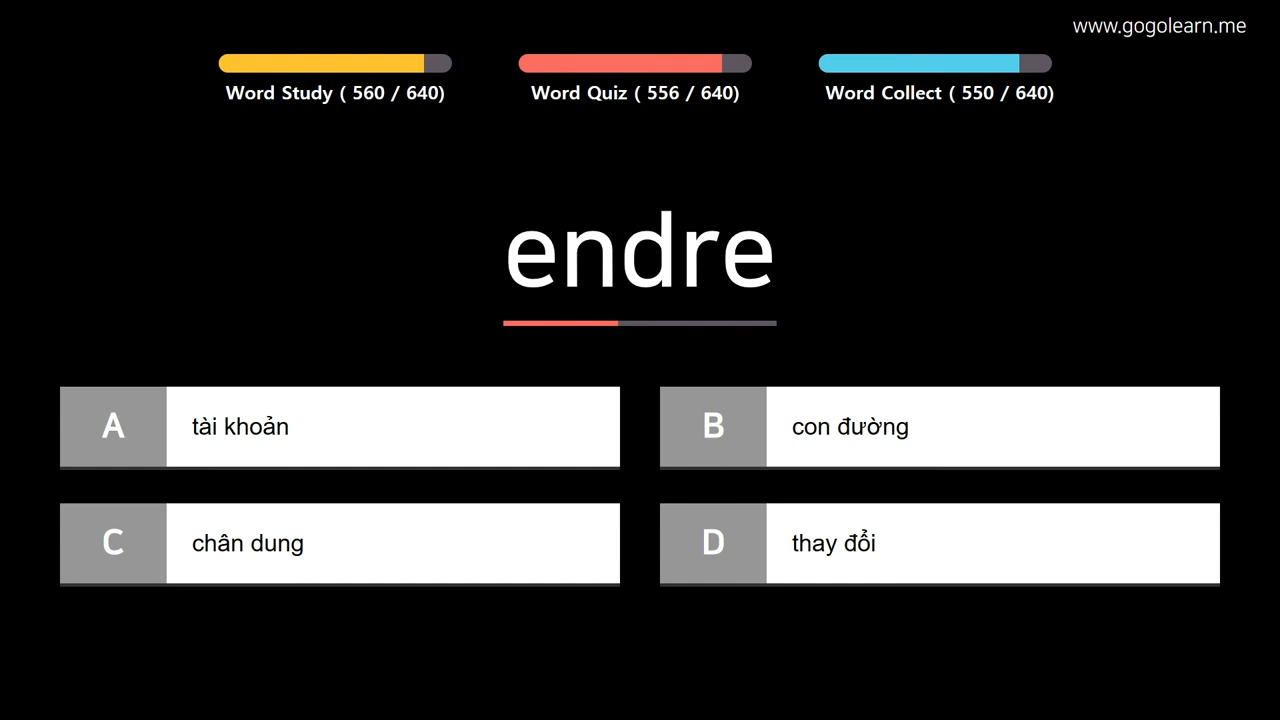 www.gogolearn.me
Word Study ( 560 / 640)
Word Quiz ( 556 / 640)
Word Collect ( 550 / 640)
endre
A tài khoản
B con đường
C chân dung
D thay đổi